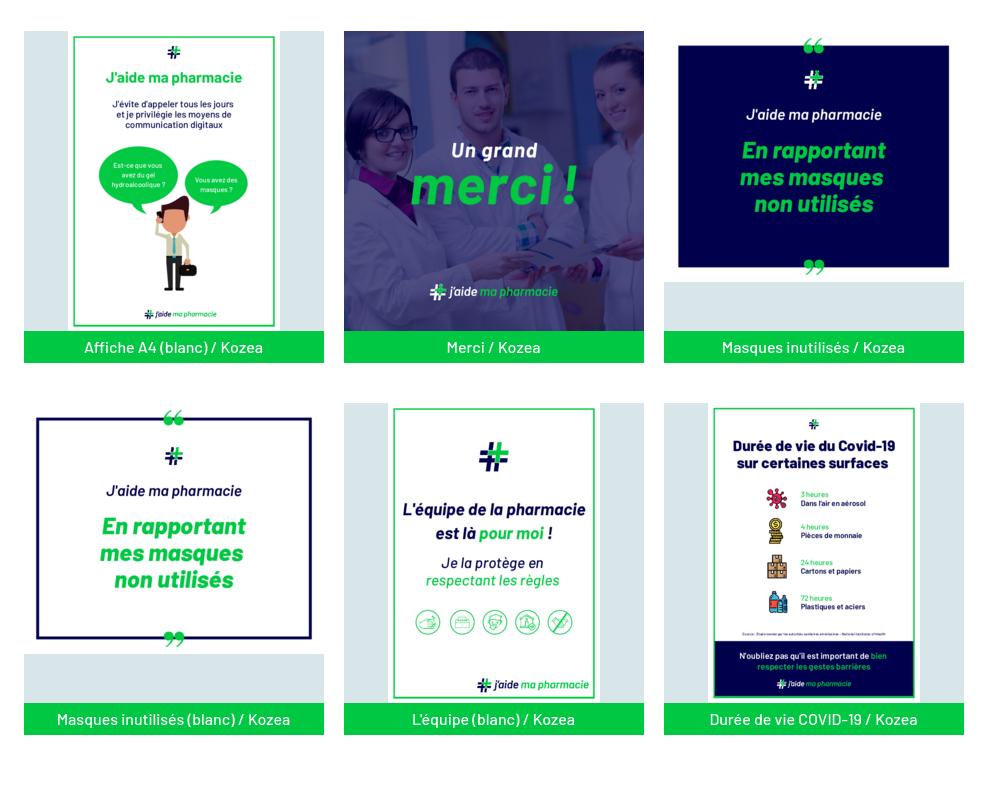 J'aide ma pharmacie
J'évite d'appeler tous les jours
et je privilégie les moyens de
communication digitaux
Est-ce que vous
avez du gel
hydroalcoolique ?
Vous avez des
masques ?
j'aide ma pharmacie
Affiche A4 (blanc) / Kozea
Un grand
merci !
j'aide ma pharmacie
Merci / Kozea
J'aide ma pharmacie
En rapportant
mes masques
non utilisés
Masques inutilisés / Kozea
J'aide ma pharmacie
En rapportant
mes masques
non utilisés
Masques inutilisés (blanc) / Kozea
L'équipe de la pharmacie
est là pour moi !
Je la protège en
respectant les règles
j'aide ma pharmacie
L'équipe (blanc) / Kozea
Durée de vie du Covid-19
sur certaines surfaces
3 heures
Dans l'air en aérosol
4 heures
Pièces de monnaie
24 heures
Cartons et papiers
72 heures
Plastiques et aciers
N'oubliez pas qu'il est important de bien
respecter les gestes barrières
j'aide ma pharmacie
Durée de vie COVID-19 / Kozea